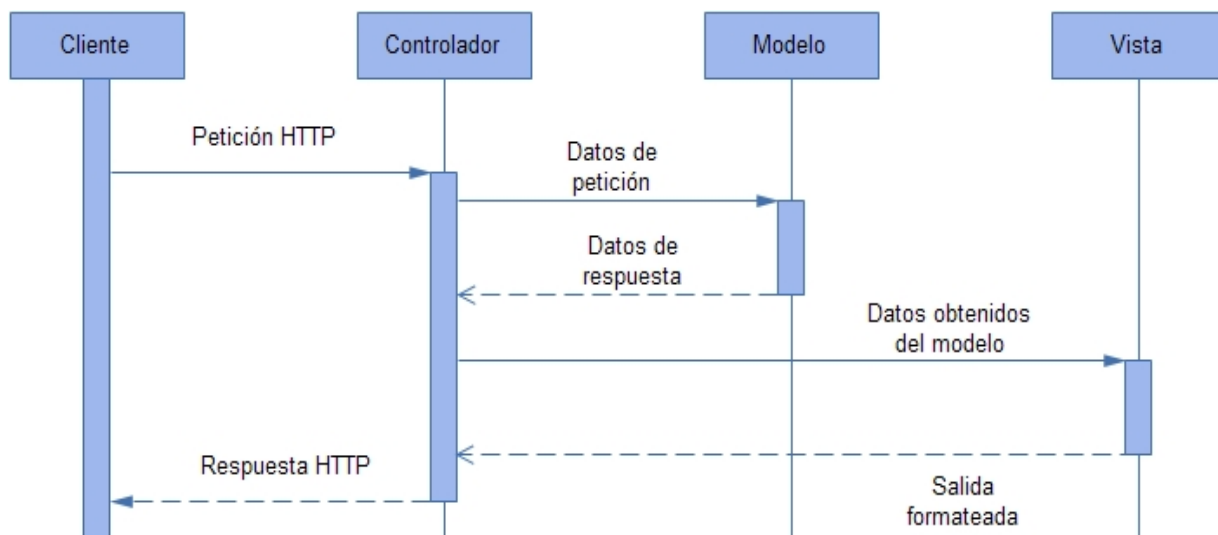 Cliente
Controlador
Modelo
Vista
Petición HTTP
Datos de
petición
Datos de
respuesta
Datos obtenidos
del modelo
Respuesta HTTP
Salida
formateada